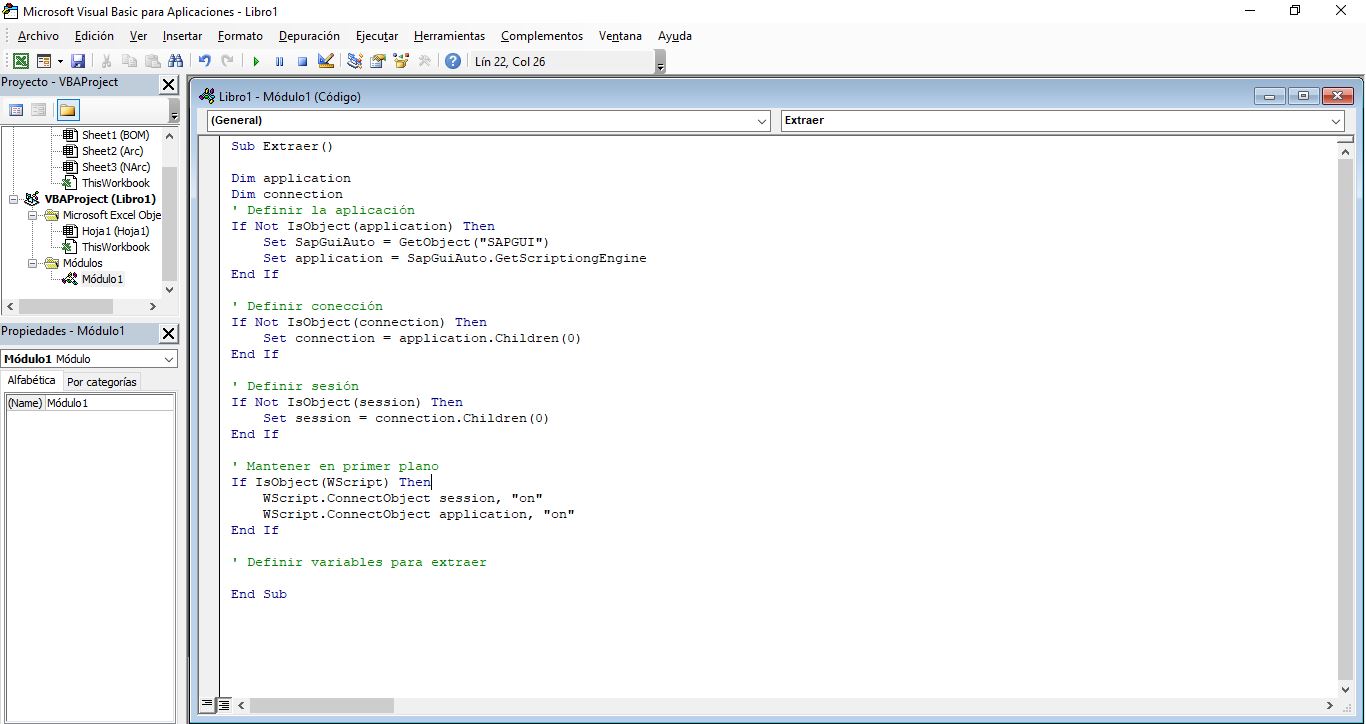 Microsoft Visual Basic para Aplicaciones - Libro1
Archivo Edición Ver Insertar Formato Depuración Ejecutar Herramientas Complementos Ventana Ayuda
Lín 22, Col 26
Proyecto - VBAProject
Sheet1 (BOM)
Sheet2 (Arc)
Sheet3 (NArc)
ThisWorkbook
VBAProject (Libro1)
Microsoft Excel Obje
Hoja1 (Hoja1)
ThisWorkbook
Módulos
Módulo1
Propiedades - Módulo1
Módulo1 Módulo
Alfabética Por categorías
(Name) Módulo1
Libro1 - Módulo1 (Código)
(General) Extraer
Sub Extraer()
Dim application
Dim connection
' Definir la aplicación
If Not IsObject(application) Then
Set SapGuiAuto = GetObject("SAPGUI")
Set application = SapGuiAuto.GetScriptiongEngine
End If
' Definir conección
If Not IsObject(connection) Then
Set connection = application.Children(0)
End If
' Definir sesión
If Not IsObject(session) Then
Set session = connection.Children(0)
End If
' Mantener en primer plano
If IsObject(WScript) Then
WScript.ConnectObject session, "on"
WScript.ConnectObject application, "on"
End If
' Definir variables para extraer
End Sub